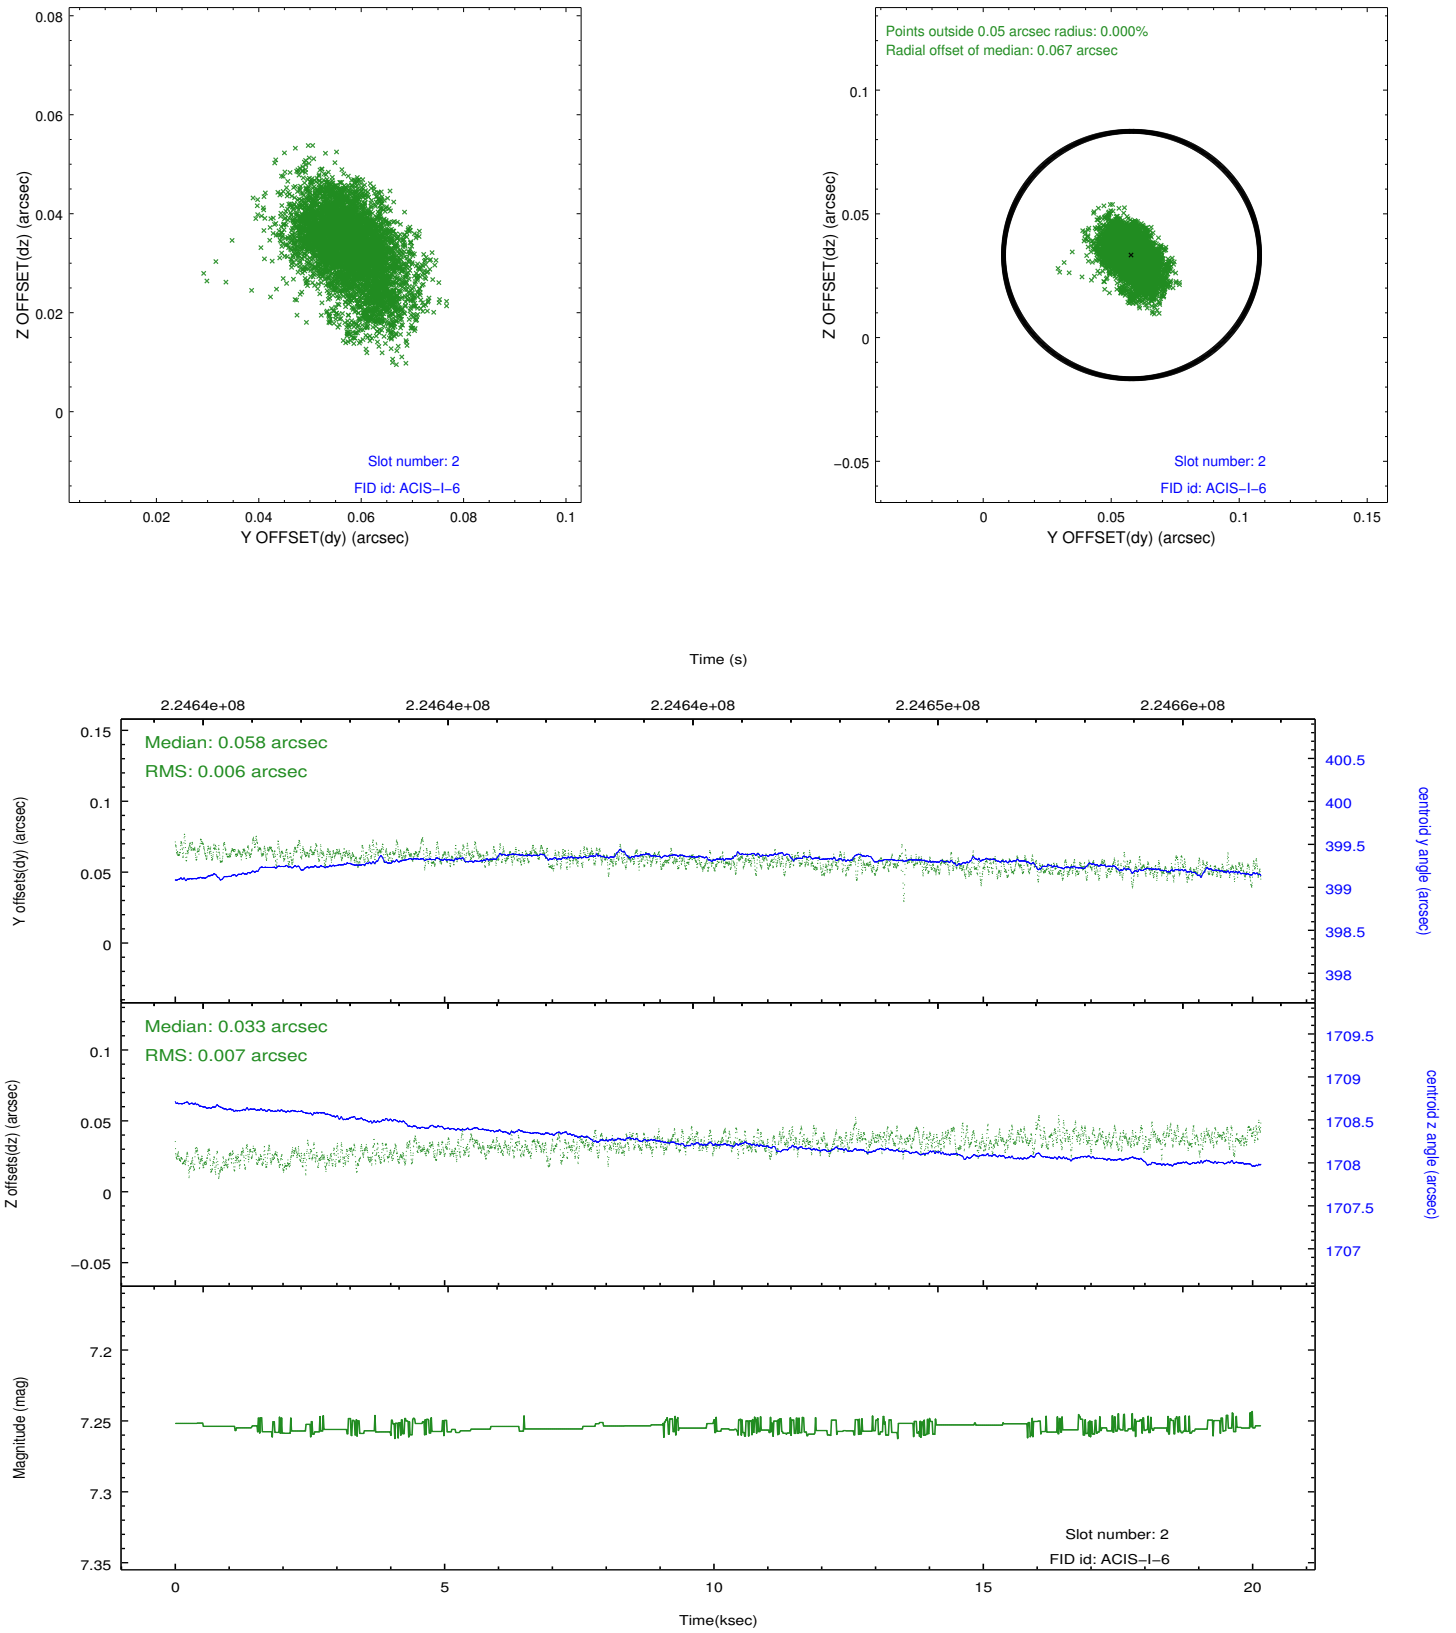 0.08
0.06
0.04
0.02
0
Z OFFSET(dz) (arcsec)
Slot number: 2
FID id: ACIS−I−6
0.02 0.04 0.06 0.08 0.1
Y OFFSET(dy) (arcsec)
Points outside 0.05 arcsec radius: 0.000%
Radial offset of median: 0.067 arcsec
0.1
0.05
0
−0.05
Z OFFSET(dz) (arcsec)
Slot number: 2
FID id: ACIS−I−6
0 0.05 0.1 0.15
Y OFFSET(dy) (arcsec)
Time (s)
2.2464e+08 2.2464e+08 2.2464e+08 2.2465e+08 2.2466e+08
Median: 0.058 arcsec
RMS: 0.006 arcsec
0.15
0.1
0.05
0
Y offsets(dy) (arcsec)
400.5
400
399.5
399
398.5
398
centroid y angle (arcsec)
Median: 0.033 arcsec
RMS: 0.007 arcsec
0.1
0.05
0
−0.05
Z offsets(dz) (arcsec)
1709.5
1709
1708.5
1708
1707.5
1707
centroid z angle (arcsec)
7.2
7.25
7.3
7.35
Magnitude (mag)
Slot number: 2
FID id: ACIS−I−6
0 5 10 15 20
Time(ksec)